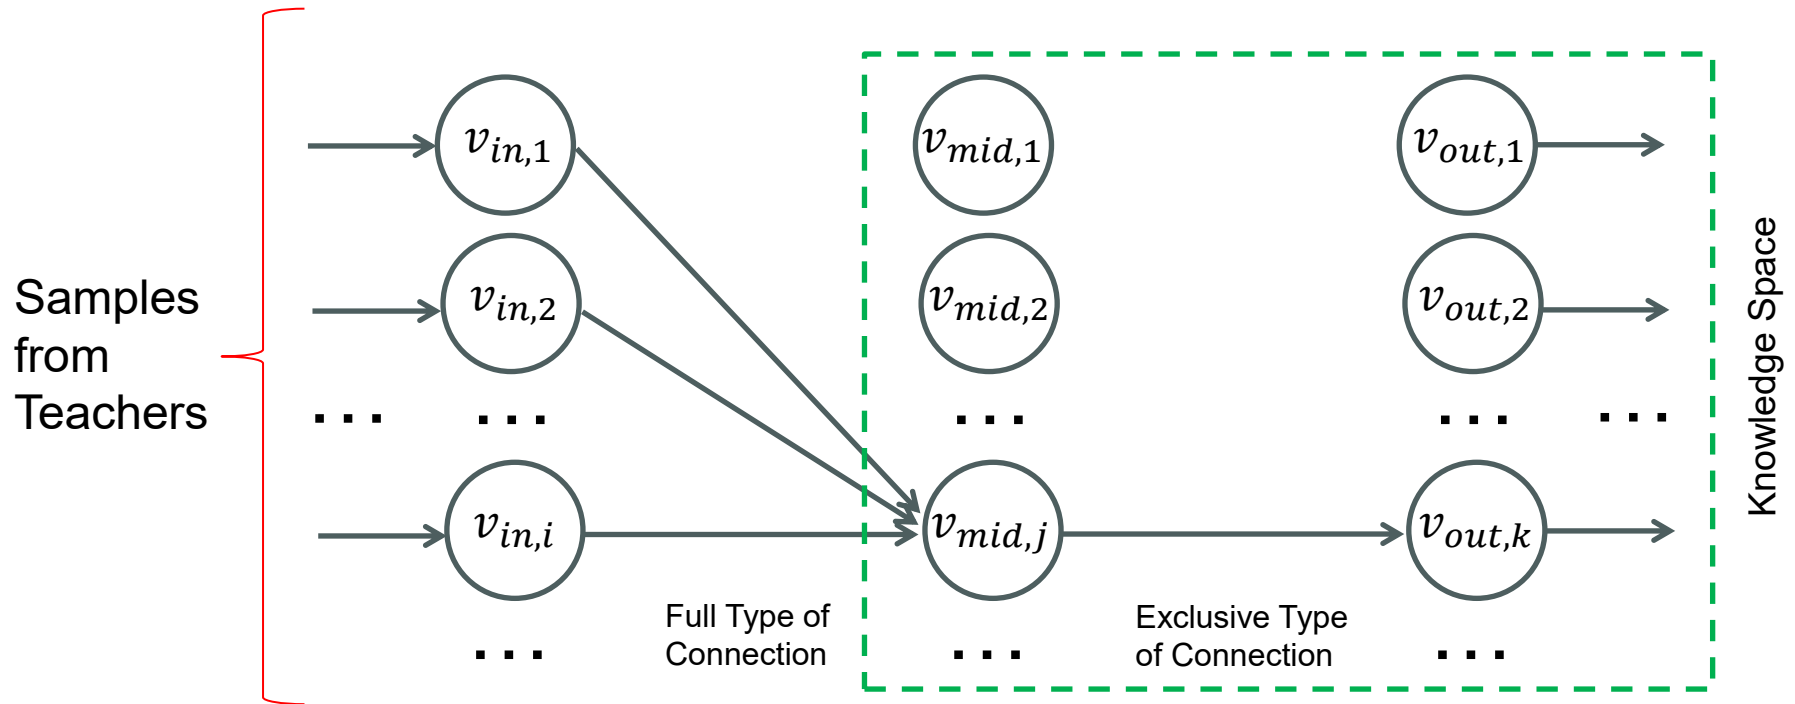 Samples
from
Teachers
v_{in,1}
v_{mid,1}
v_{out,1}
v_{in,2}
v_{mid,2}
v_{out,2}
... ... ... ... ...
v_{in,i}
v_{mid,j}
v_{out,k}
Full Type of
Connection
Exclusive Type
of Connection
... ... ...
Knowledge Space